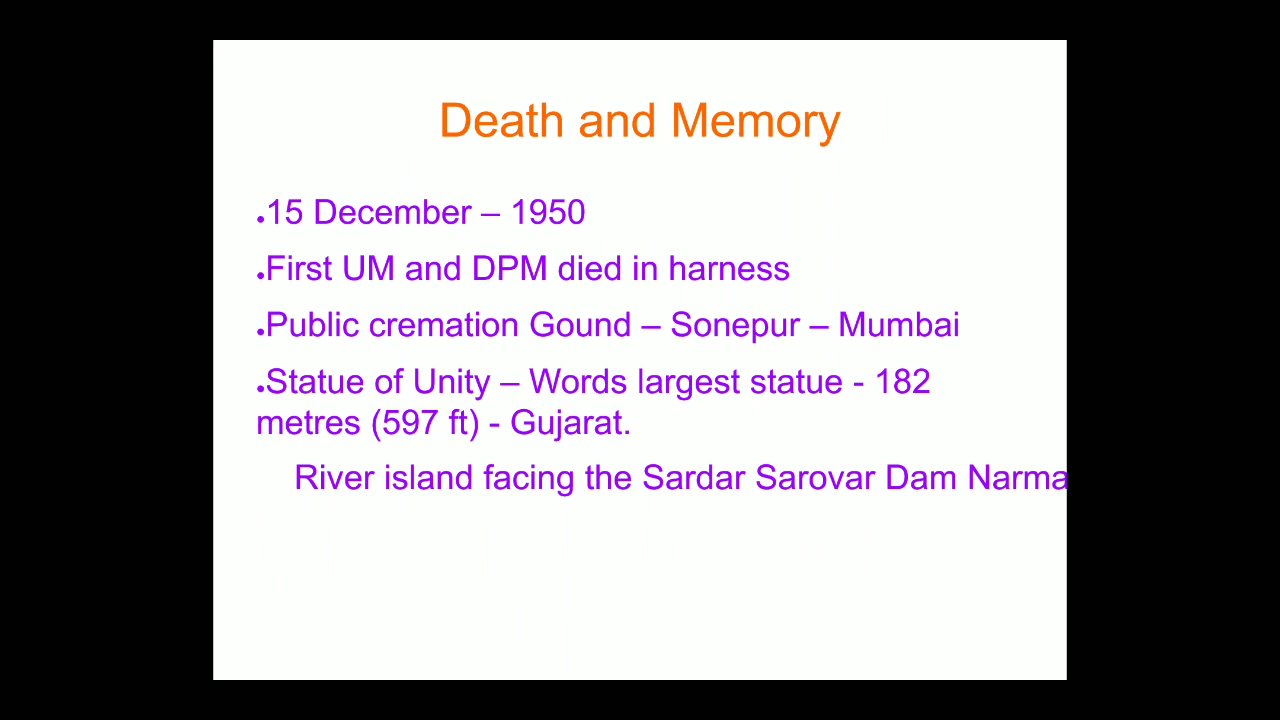 Death and Memory
●15 December – 1950
●First UM and DPM died in harness
●Public cremation Gound – Sonepur – Mumbai
●Statue of Unity – Words largest statue - 182
metres (597 ft) - Gujarat.
River island facing the Sardar Sarovar Dam Narma